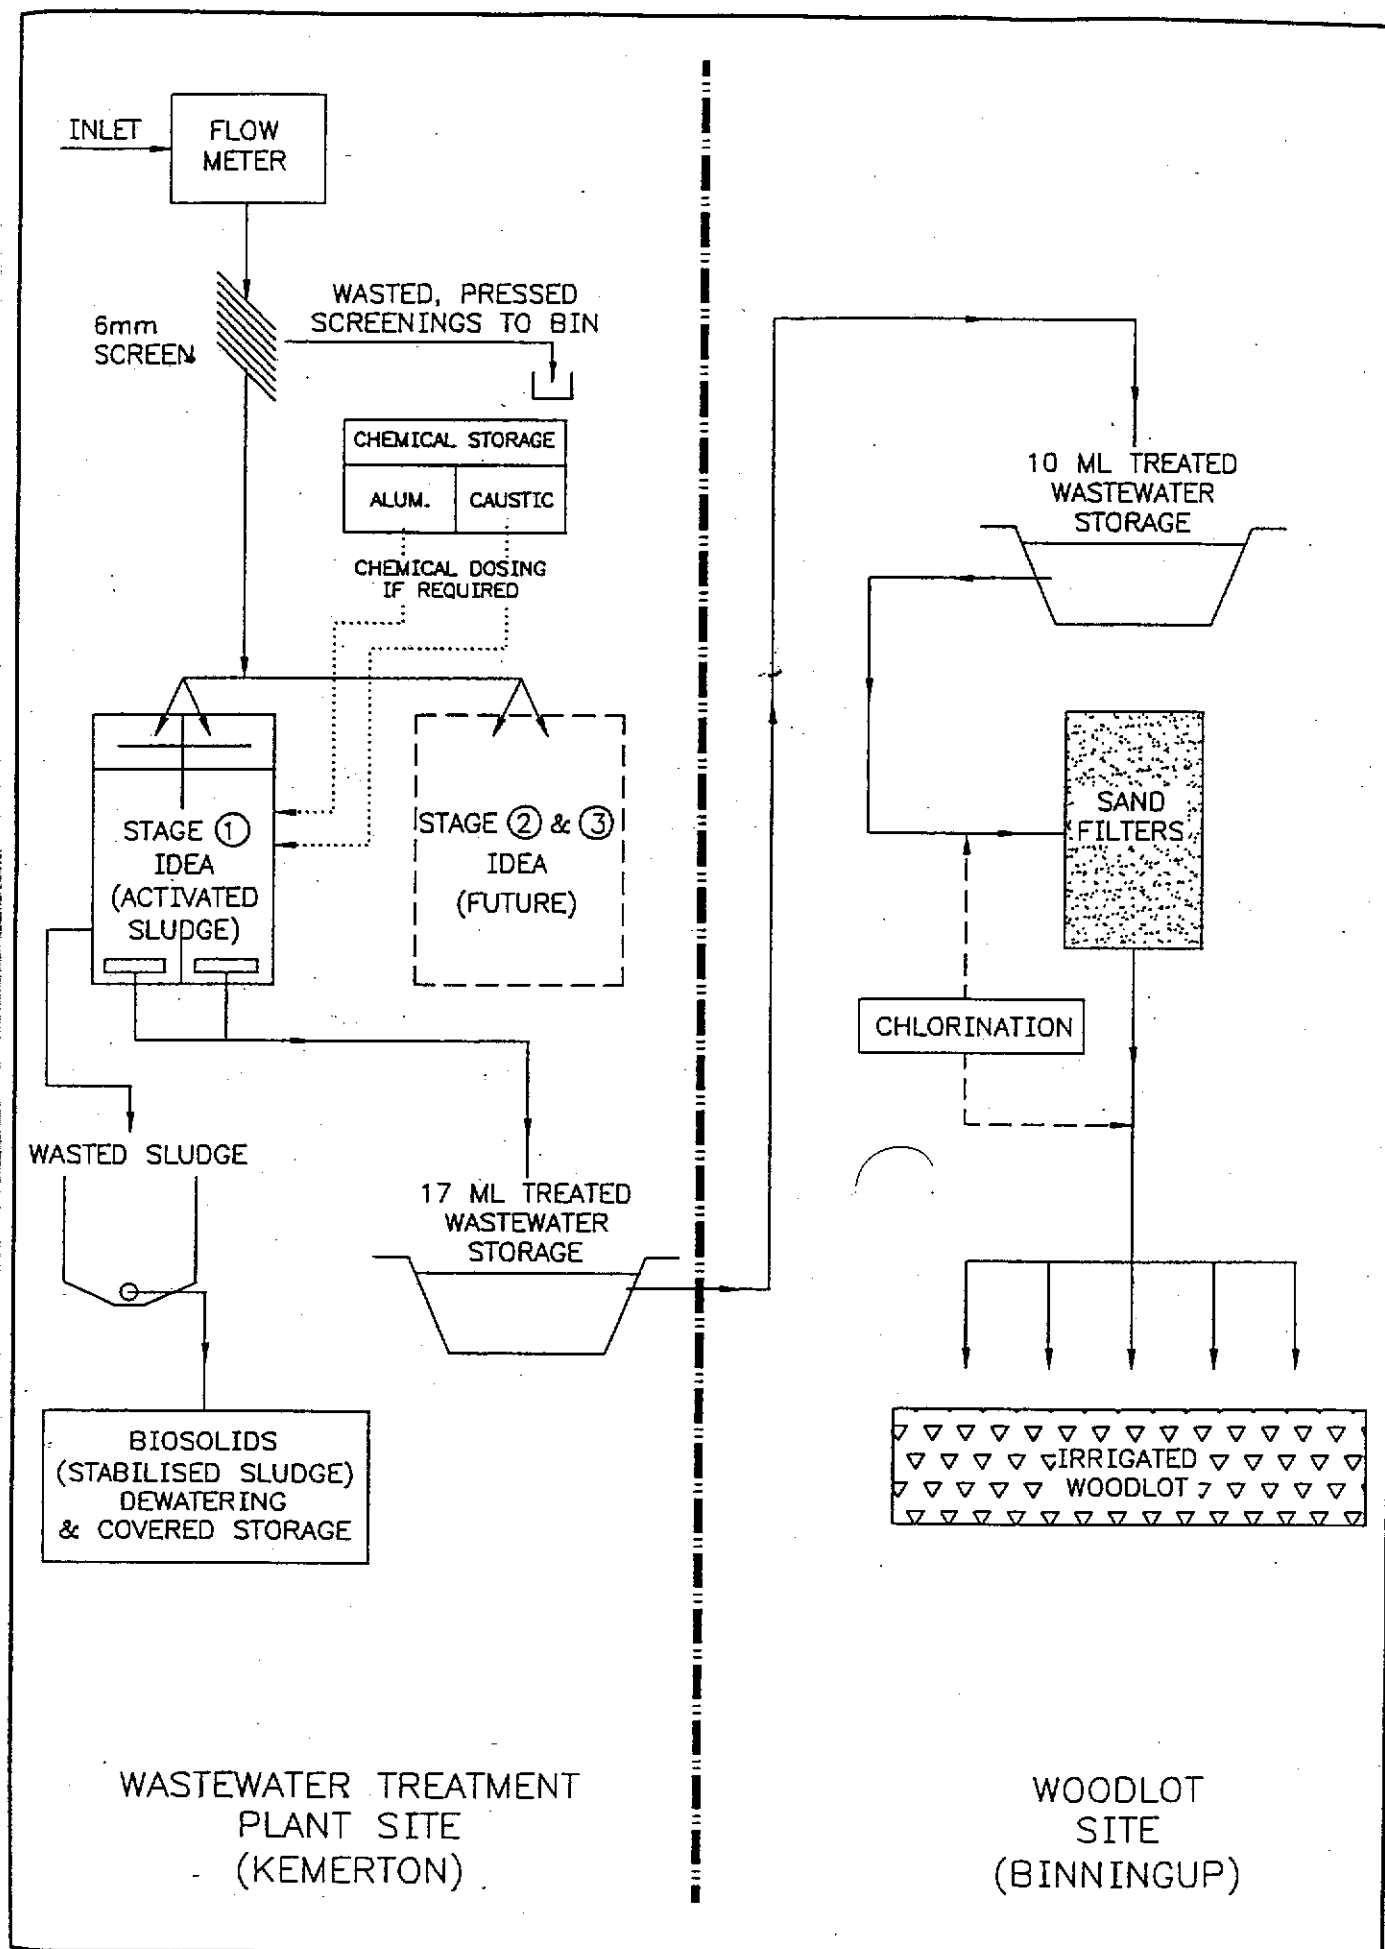 INLET
FLOW
METER
6mm
SCREEN
WASTED, PRESSED
SCREENINGS TO BIN
CHEMICAL STORAGE
ALUM.
CAUSTIC
CHEMICAL DOSING
IF REQUIRED
STAGE 1
IDEA
(ACTIVATED
SLUDGE)
STAGE 2 & 3
IDEA
(FUTURE)
WASTED SLUDGE
17 ML TREATED
WASTEWATER
STORAGE
BIOSOLIDS
(STABILISED SLUDGE)
DEWATERING
& COVERED STORAGE
WASTEWATER TREATMENT
PLANT SITE
(KEMERTON)
10 ML TREATED
WASTEWATER
STORAGE
SAND
FILTERS
CHLORINATION
IRRIGATED
WOODLOT
WOODLOT
SITE
(BINNINGUP)